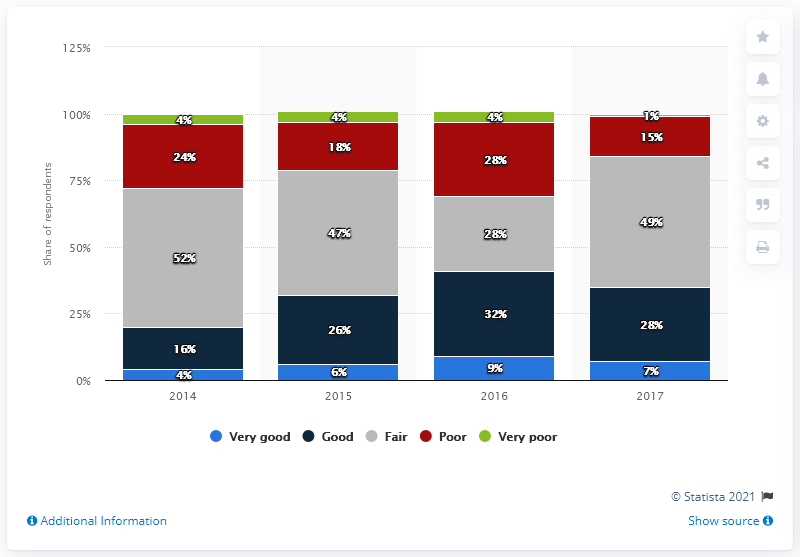 125%
100%
75%
50%
25%
0%
Share of respondents
4% 4% 4% 1%
24% 18% 28% 15%
52% 47% 28% 49%
16% 26% 32% 28%
4% 6% 9% 7%
2014 2015 2016 2017
Very good Good Fair Poor Very poor
© Statista 2021
Additional Information Show source